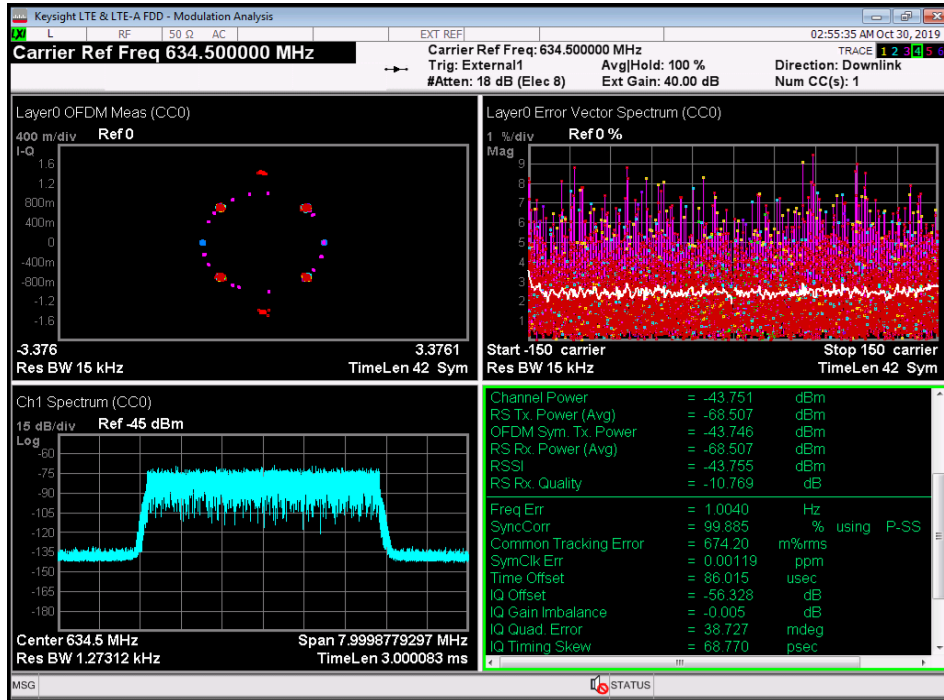 Keysight LTE & LTE-A FDD - Modulation Analysis
LXI L RF 50 Ω AC EXT REF 02:55:35 AM Oct 30, 2019
Carrier Ref Freq 634.500000 MHz
Carrier Ref Freq: 634.500000 MHz
TRACE 1 2 3 4 5 6
Trig: External1 Avg|Hold: 100 % Direction: Downlink
#Atten: 18 dB (Elec 8) Ext Gain: 40.00 dB Num CC(s): 1
Layer0 OFDM Meas (CC0)
400 m/div Ref 0
I-Q
1.6
1.2
800m
400m
0
-400m
-800m
-1.2
-1.6
-3.376 3.3761
Res BW 15 kHz TimeLen 42 Sym
Layer0 Error Vector Spectrum (CC0)
1 %/div Ref 0 %
Mag
9
8
7
6
5
4
3
2
1
Start -150 carrier Stop 150 carrier
Res BW 15 kHz TimeLen 42 Sym
Ch1 Spectrum (CC0)
15 dB/div Ref -45 dBm
Log
-60
-75
-90
-105
-120
-135
-150
-165
-180
Center 634.5 MHz Span 7.9998779297 MHz
Res BW 1.27312 kHz TimeLen 3.000083 ms
Channel Power = -43.751 dBm
RS Tx. Power (Avg) = -68.507 dBm
OFDM Sym. Tx. Power = -43.746 dBm
RS Rx. Power (Avg) = -68.507 dBm
RSSI = -43.755 dBm
RS Rx. Quality = -10.769 dB
Freq Err = 1.0040 Hz
SyncCorr = 99.885 % using P-SS
Common Tracking Error = 674.20 m%rms
SymClk Err = 0.00119 ppm
Time Offset = 86.015 usec
IQ Offset = -56.328 dB
IQ Gain Imbalance = -0.005 dB
IQ Quad. Error = 38.727 mdeg
IQ Timing Skew = 68.770 psec
MSG STATUS